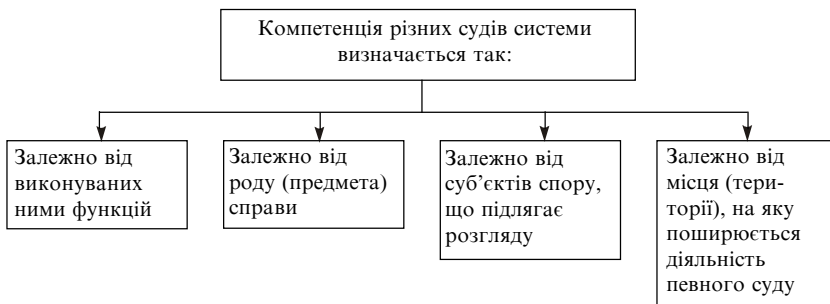 Компетенція різних судів системи
визначається так:
Залежно від
виконуваних
ними функцій
Залежно від
роду (предмета)
справи
Залежно від
суб’єктів спору,
що підлягає
розгляду
Залежно від
місця (тери-
торії), на яку
поширюється
діяльність
певного суду